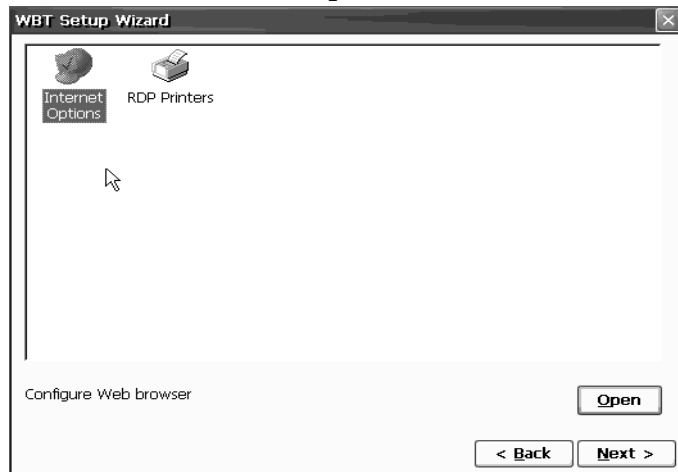 WBT Setup Wizard
Internet
Options
RDP Printers
Configure Web browser
Open
< Back
Next >